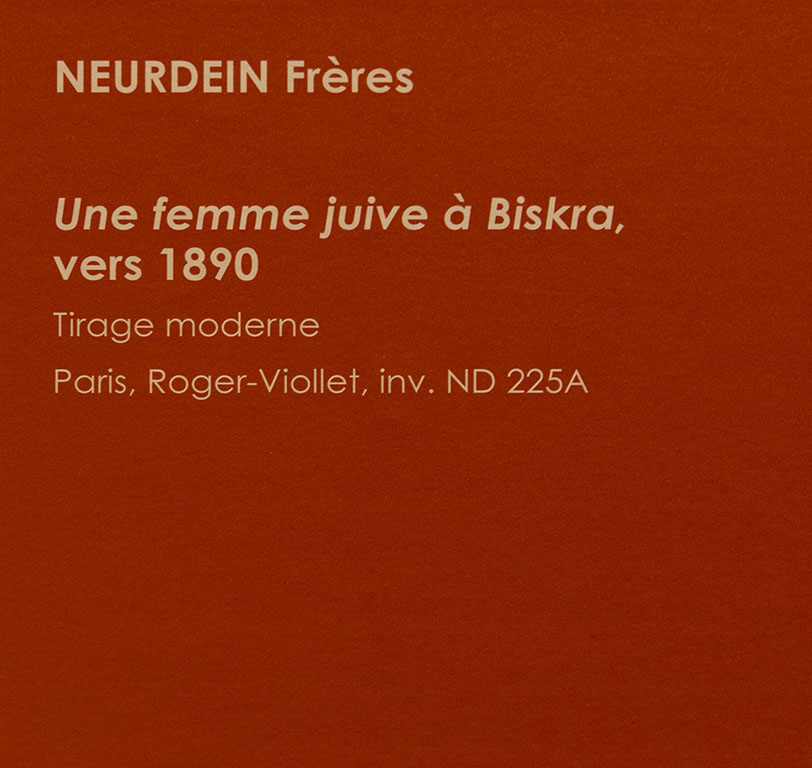 NEURDEIN Frères
Une femme juive à Biskra,
vers 1890
Tirage moderne
Paris, Roger-Viollet, inv. ND 225A